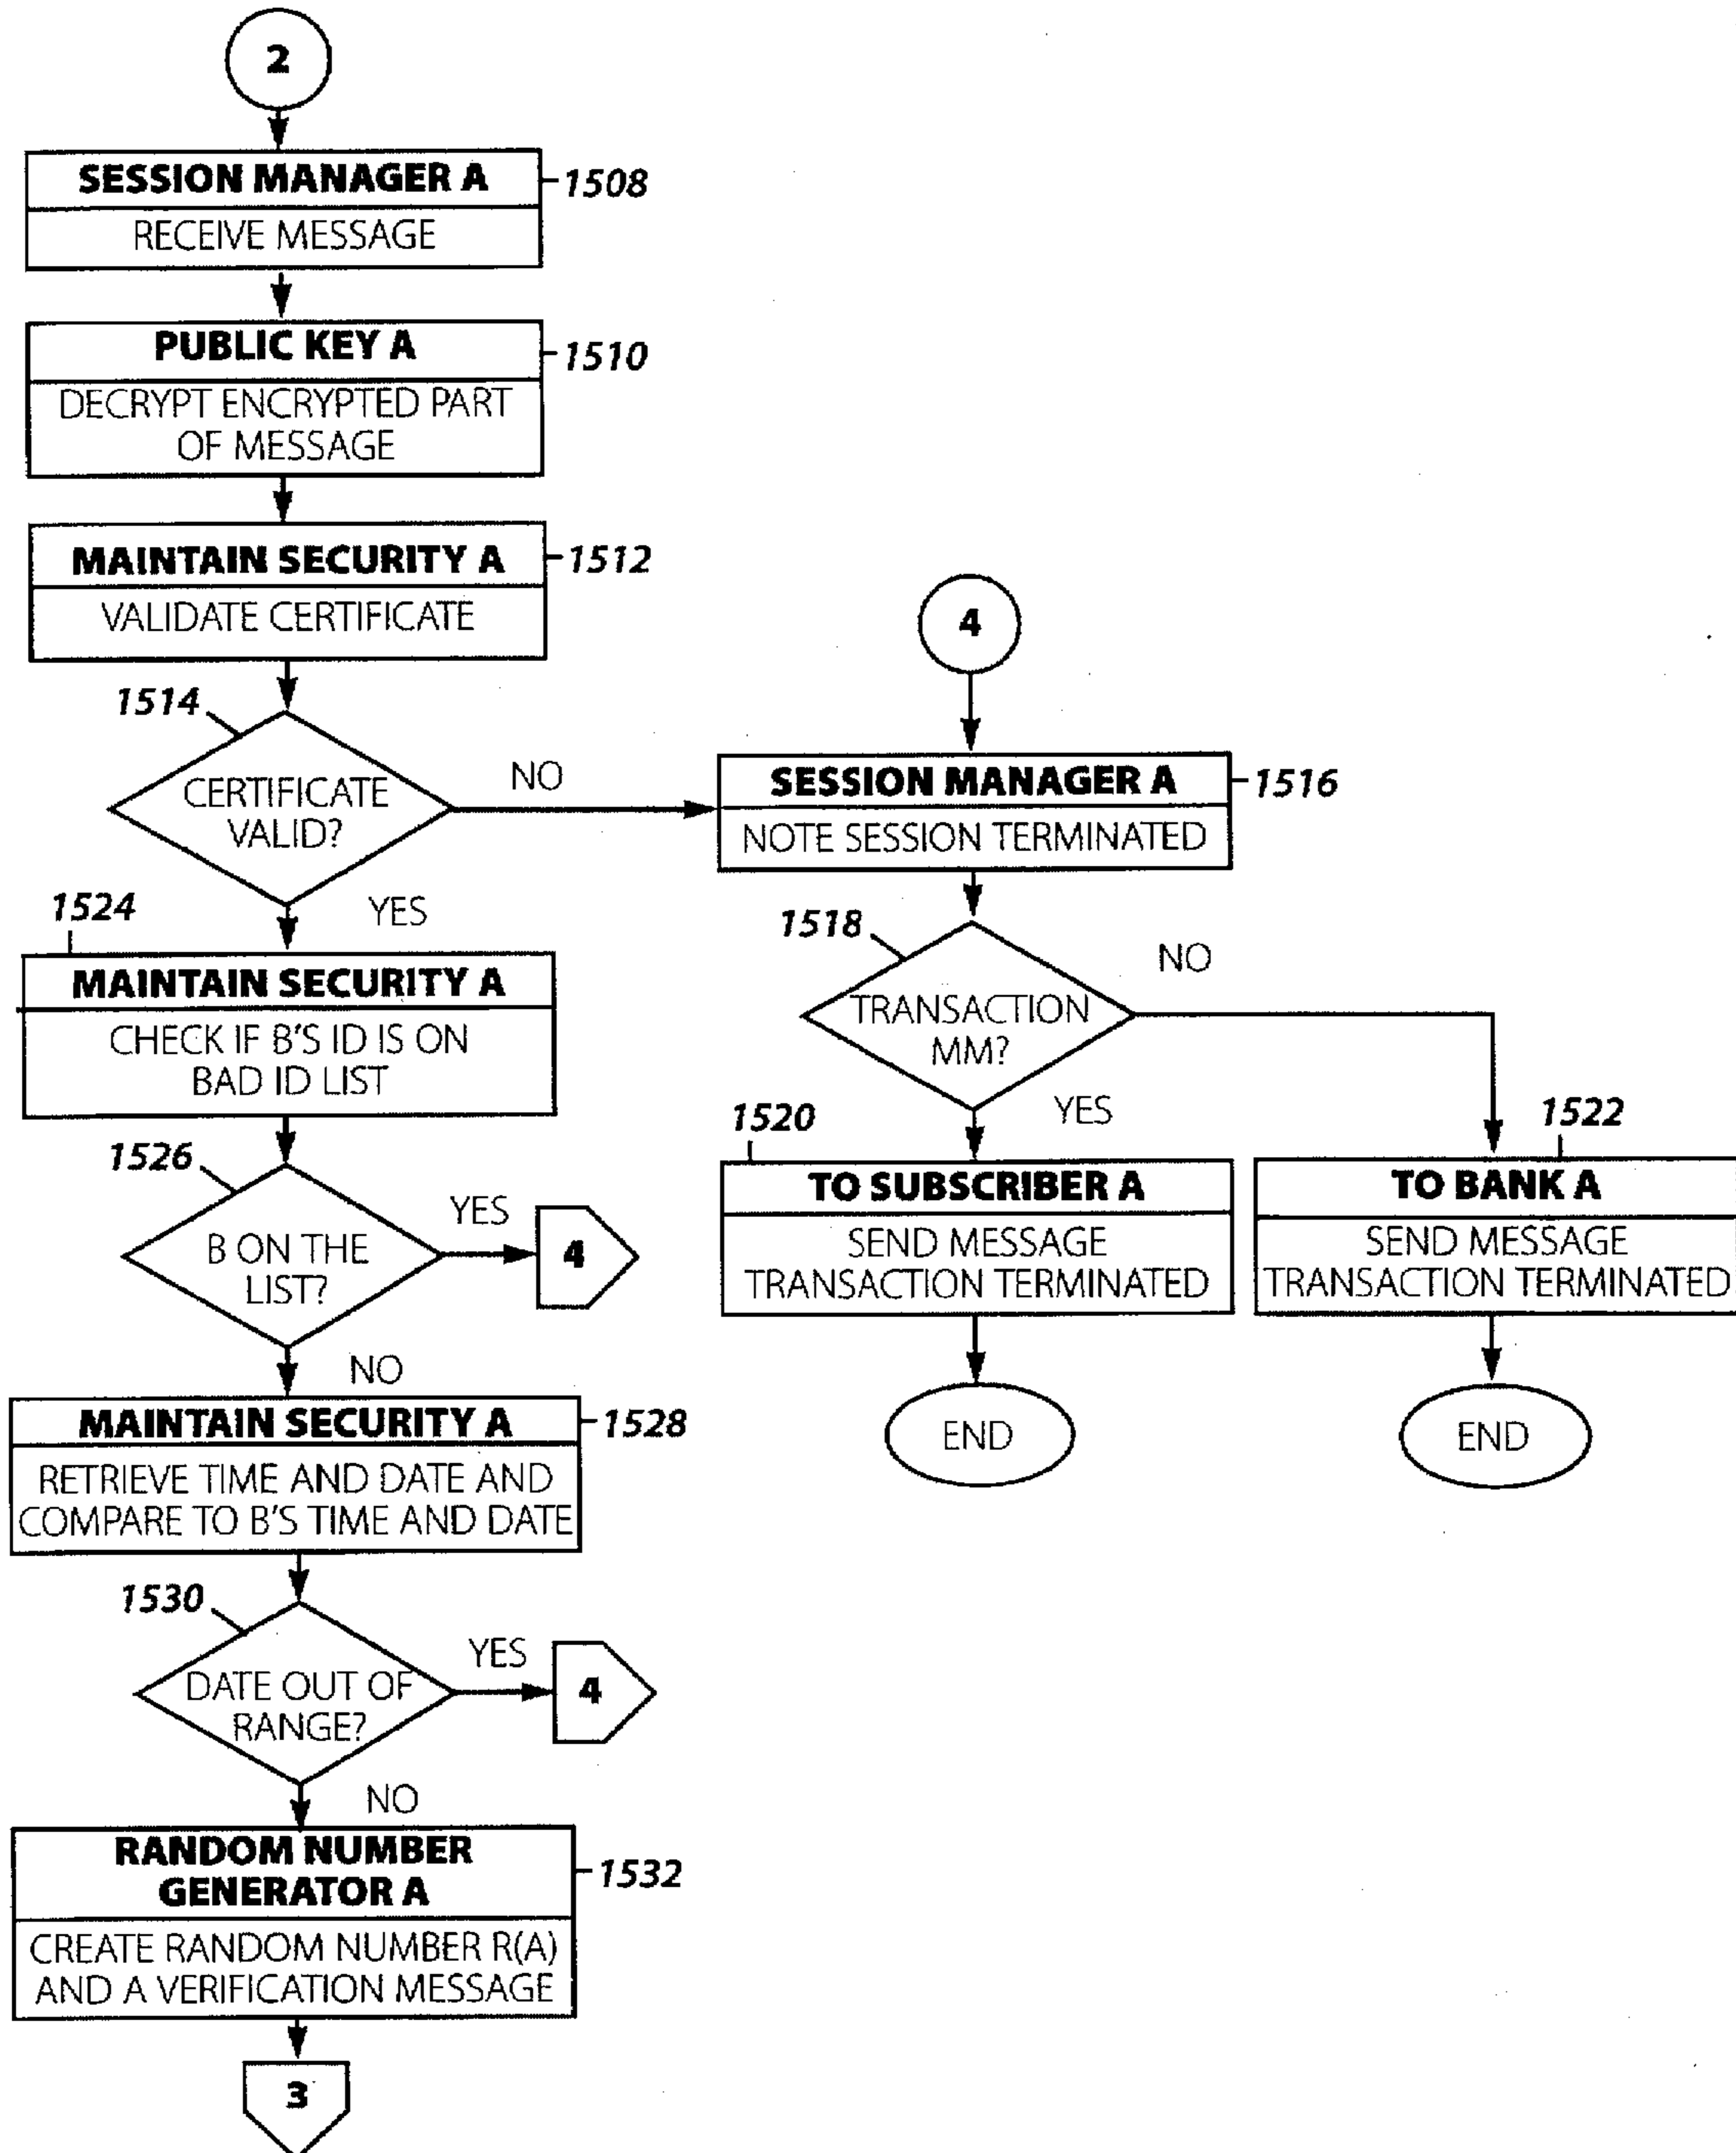 2
SESSION MANAGER A
1508
RECEIVE MESSAGE
PUBLIC KEY A
1510
DECRYPT ENCRYPTED PART
OF MESSAGE
MAINTAIN SECURITY A
1512
VALIDATE CERTIFICATE
1514
CERTIFICATE
VALID?
NO
YES
4
SESSION MANAGER A
1516
NOTE SESSION TERMINATED
1518
TRANSACTION
MM?
NO
YES
1520
TO SUBSCRIBER A
SEND MESSAGE
TRANSACTION TERMINATED
END
1522
TO BANK A
SEND MESSAGE
TRANSACTION TERMINATED
END
1524
MAINTAIN SECURITY A
CHECK IF B'S ID IS ON
BAD ID LIST
1526
B ON THE
LIST?
YES
4
NO
MAINTAIN SECURITY A
1528
RETRIEVE TIME AND DATE AND
COMPARE TO B'S TIME AND DATE
1530
DATE OUT OF
RANGE?
YES
4
NO
RANDOM NUMBER
GENERATOR A
1532
CREATE RANDOM NUMBER R(A)
AND A VERIFICATION MESSAGE
3